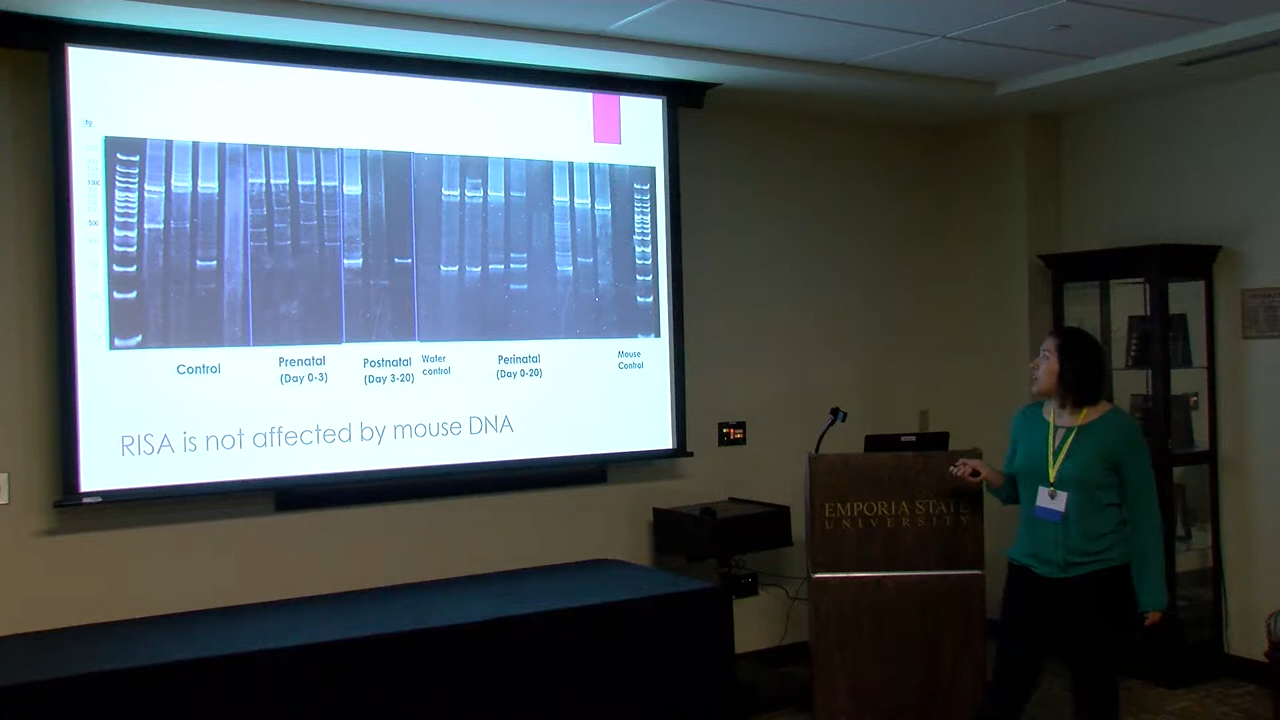 1000
500
Control
Prenatal
(Day 0-3)
Postnatal
(Day 3-20)
Water
control
Perinatal
(Day 0-20)
Mouse
Control
RISA is not affected by mouse DNA
EMPORIA STATE
UNIVERSITY